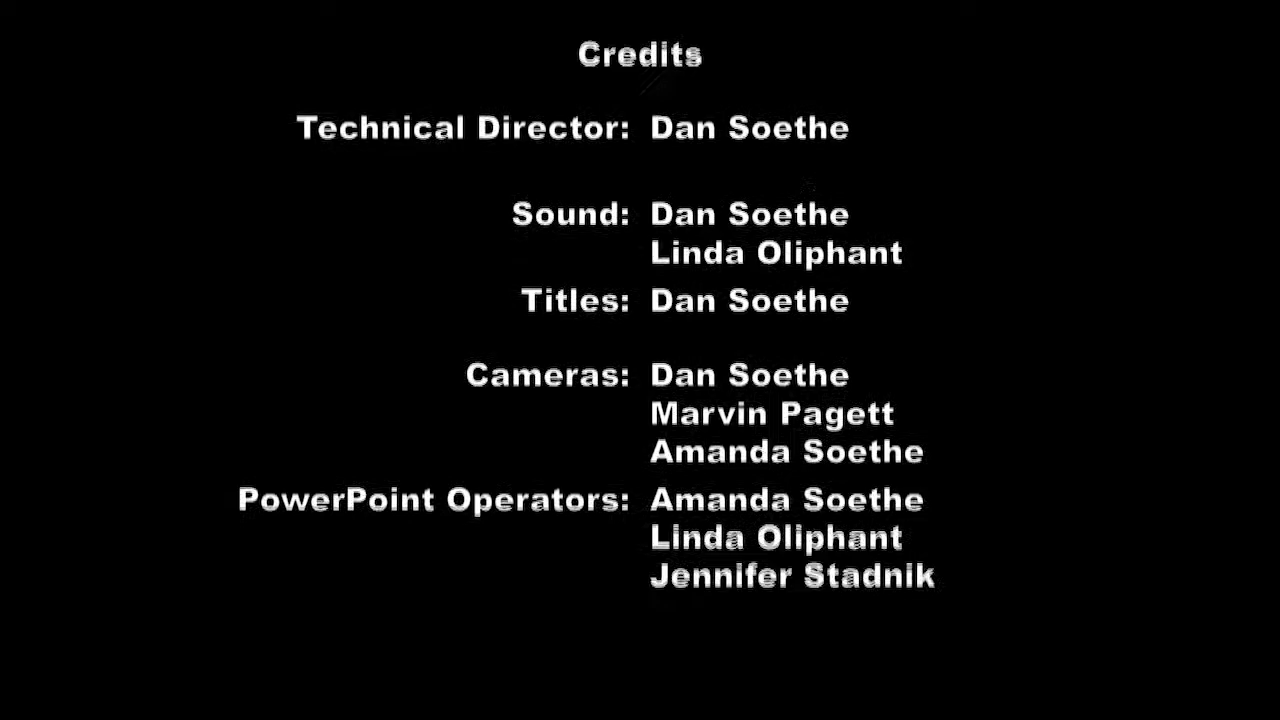 Credits
Technical Director: Dan Soethe
Sound: Dan Soethe
Linda Oliphant
Titles: Dan Soethe
Cameras: Dan Soethe
Marvin Pagett
Amanda Soethe
PowerPoint Operators: Amanda Soethe
Linda Oliphant
Jennifer Stadnik